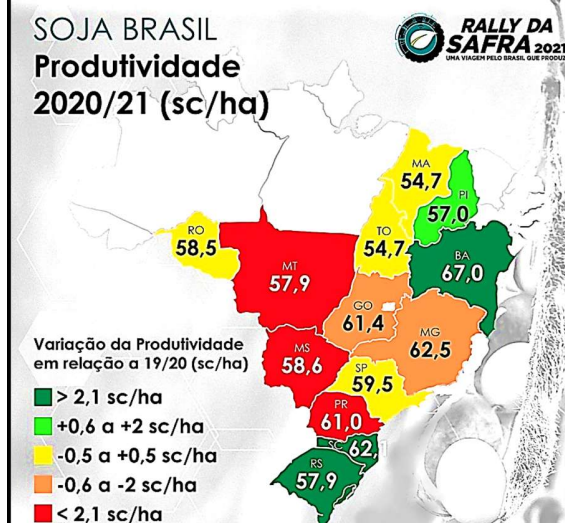 SOJA BRASIL
Produtividade
2020/21 (sc/ha)
RALLY DA
SAFRA 2021
UMA VIAGEM PELO BRASIL QUE PRODUZ
MA
54,7
PI
57,0
RO
58,5
TO
54,7
BA
67,0
MT
57,9
GO
61,4
MG
62,5
MS
58,6
SP
59,5
PR
61,0
SC
62,
RS
57,9
Variação da Produtividade
em relação a 19/20 (sc/ha)
> 2,1 sc/ha
+0,6 a +2 sc/ha
-0,5 a +0,5 sc/ha
-0,6 a -2 sc/ha
< 2,1 sc/ha